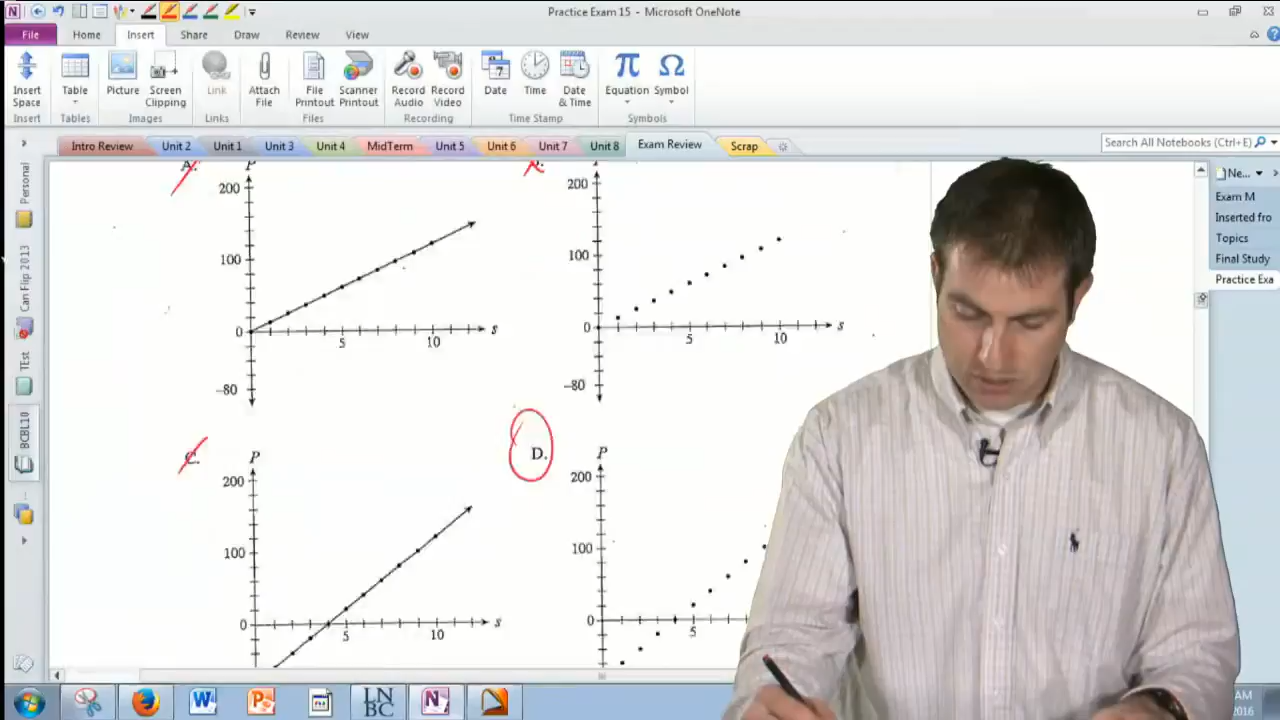 Practice Exam 15 - Microsoft OneNote
File Home Insert Share Draw Review View
Insert Space
Table
Picture
Screen Clipping
Link
Attach File
File Printout
Scanner Printout
Record Audio
Record Video
Date
Time
Date & Time
Equation
Symbol
Insert Tables Images Links Files Recording Time Stamp Symbols
Intro Review Unit 2 Unit 1 Unit 3 Unit 4 MidTerm Unit 5 Unit 6 Unit 7 Unit 8 Exam Review Scrap
Search All Notebooks (Ctrl+E)
Personal
Can Flip 2013
TEst
BCBL10
Ne...
Exam M
Inserted fro
Topics
Final Study
Practice Exa
A. P
200
100
0
-80
5 10 s
200
100
0
-80
5 10 s
C. P
200
100
0
5 10 s
D. P
200
100
0
5
LNBC
AM
2016